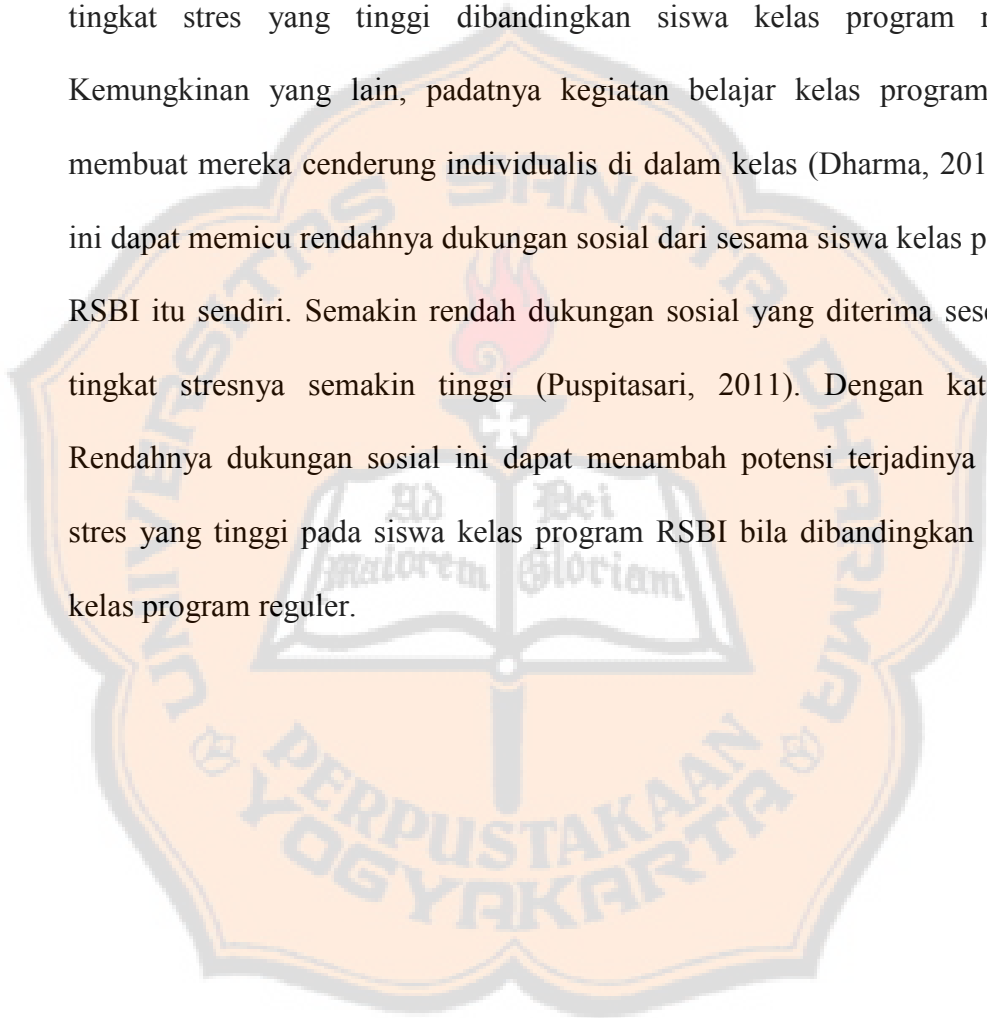 tingkat stres yang tinggi dibandingkan siswa kelas program
Kemungkinan yang lain, padatnya kegiatan belajar kelas program
membuat mereka cenderung individualis di dalam kelas (Dharma,
ini dapat memicu rendahnya dukungan sosial dari sesama siswa kelas
RSBI itu sendiri. Semakin rendah dukungan sosial yang diterima
tingkat stresnya semakin tinggi (Puspitasari, 2011). Dengan
Rendahnya dukungan sosial ini dapat menambah potensi terjadinya
stres yang tinggi pada siswa kelas program RSBI bila dibandingkan
kelas program reguler.
UNIVERSITAS SANATA DHARMA
Ad Dei
Maiorem Gloriam
PERPUSTAKAAN
YOGYAKARTA